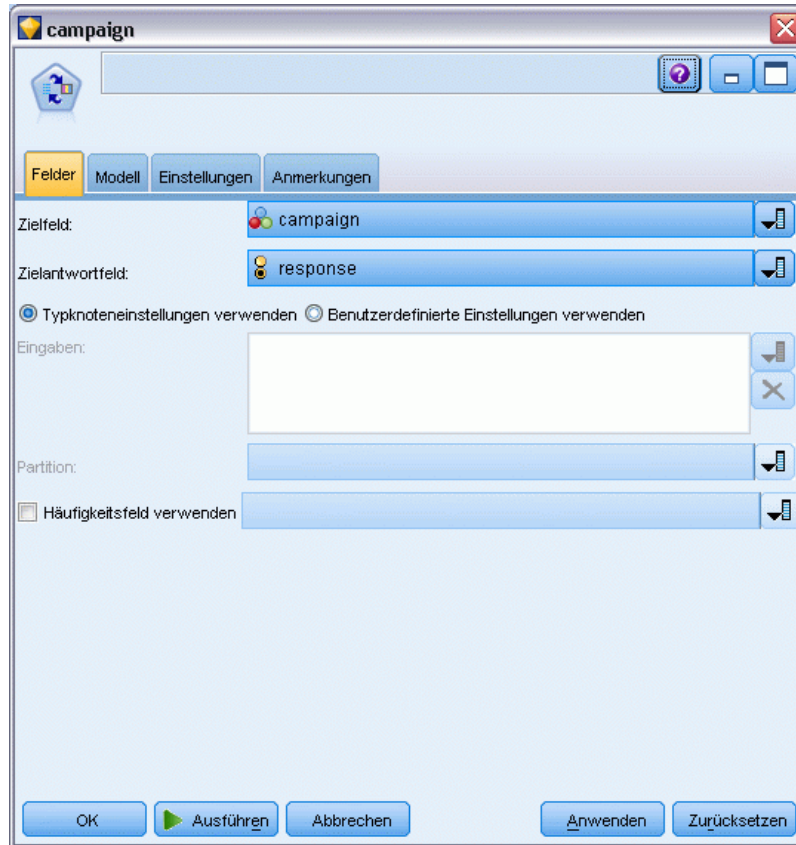 campaign
Felder Modell Einstellungen Anmerkungen
Zielfeld: campaign
Zielantwortfeld: response
Typknoteneinstellungen verwenden Benutzerdefinierte Einstellungen verwenden
Eingaben:
Partition:
Häufigkeitsfeld verwenden
OK Ausführen Abbrechen Anwenden Zurücksetzen